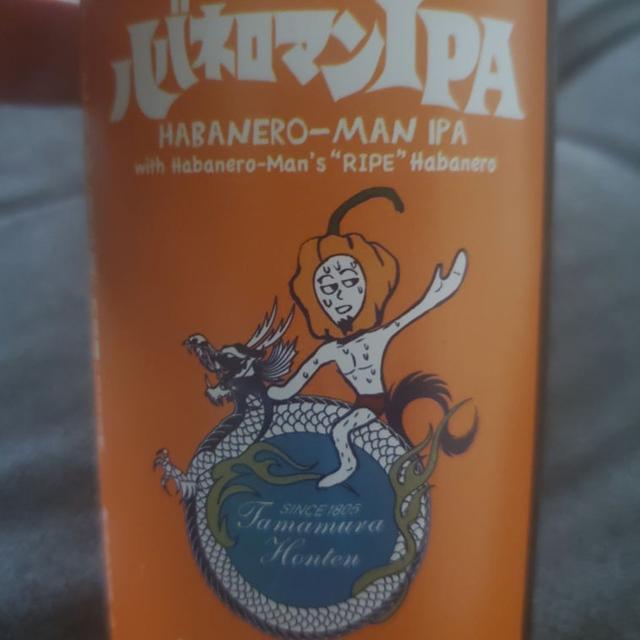 ハバネロマンIPA
HABANERO-MAN IPA
with Habanero-Man's "RIPE" Habanero
SINCE 1805
Tamamura
Honten